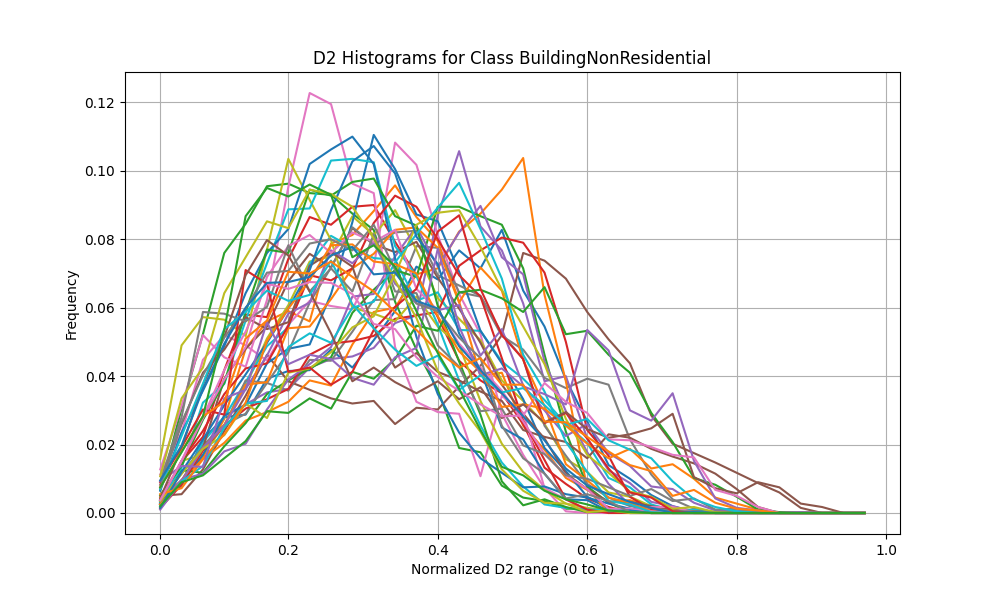 D2 Histograms for Class BuildingNonResidential
Frequency
0.12
0.10
0.08
0.06
0.04
0.02
0.00
0.0 0.2 0.4 0.6 0.8 1.0
Normalized D2 range (0 to 1)